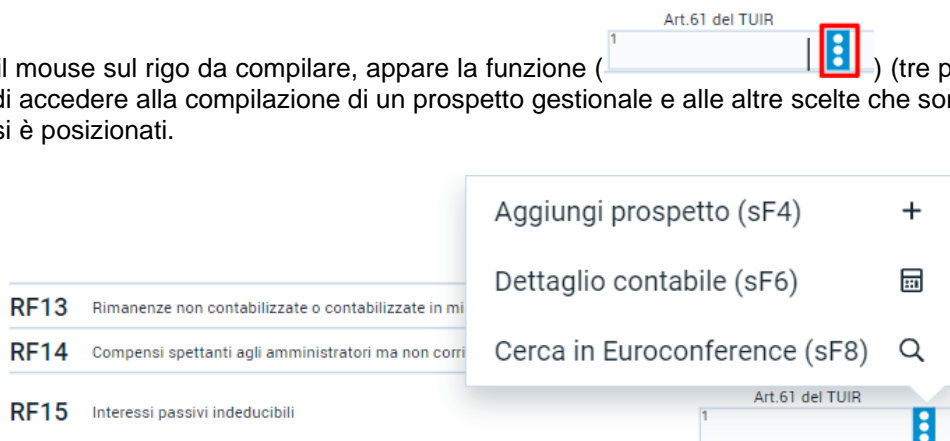 Art.61 del TUIR
1
il mouse sul rigo da compilare, appare la funzione ( ) (tre
di accedere alla compilazione di un prospetto gestionale e alle altre scelte che
si è posizionati.
Aggiungi prospetto (sF4) +
Dettaglio contabile (sF6)
RF13 Rimanenze non contabilizzate o contabilizzate in
RF14 Compensi spettanti agli amministratori ma non
Cerca in Euroconference (sF8)
Art.61 del TUIR
RF15 Interessi passivi indeducibili
1